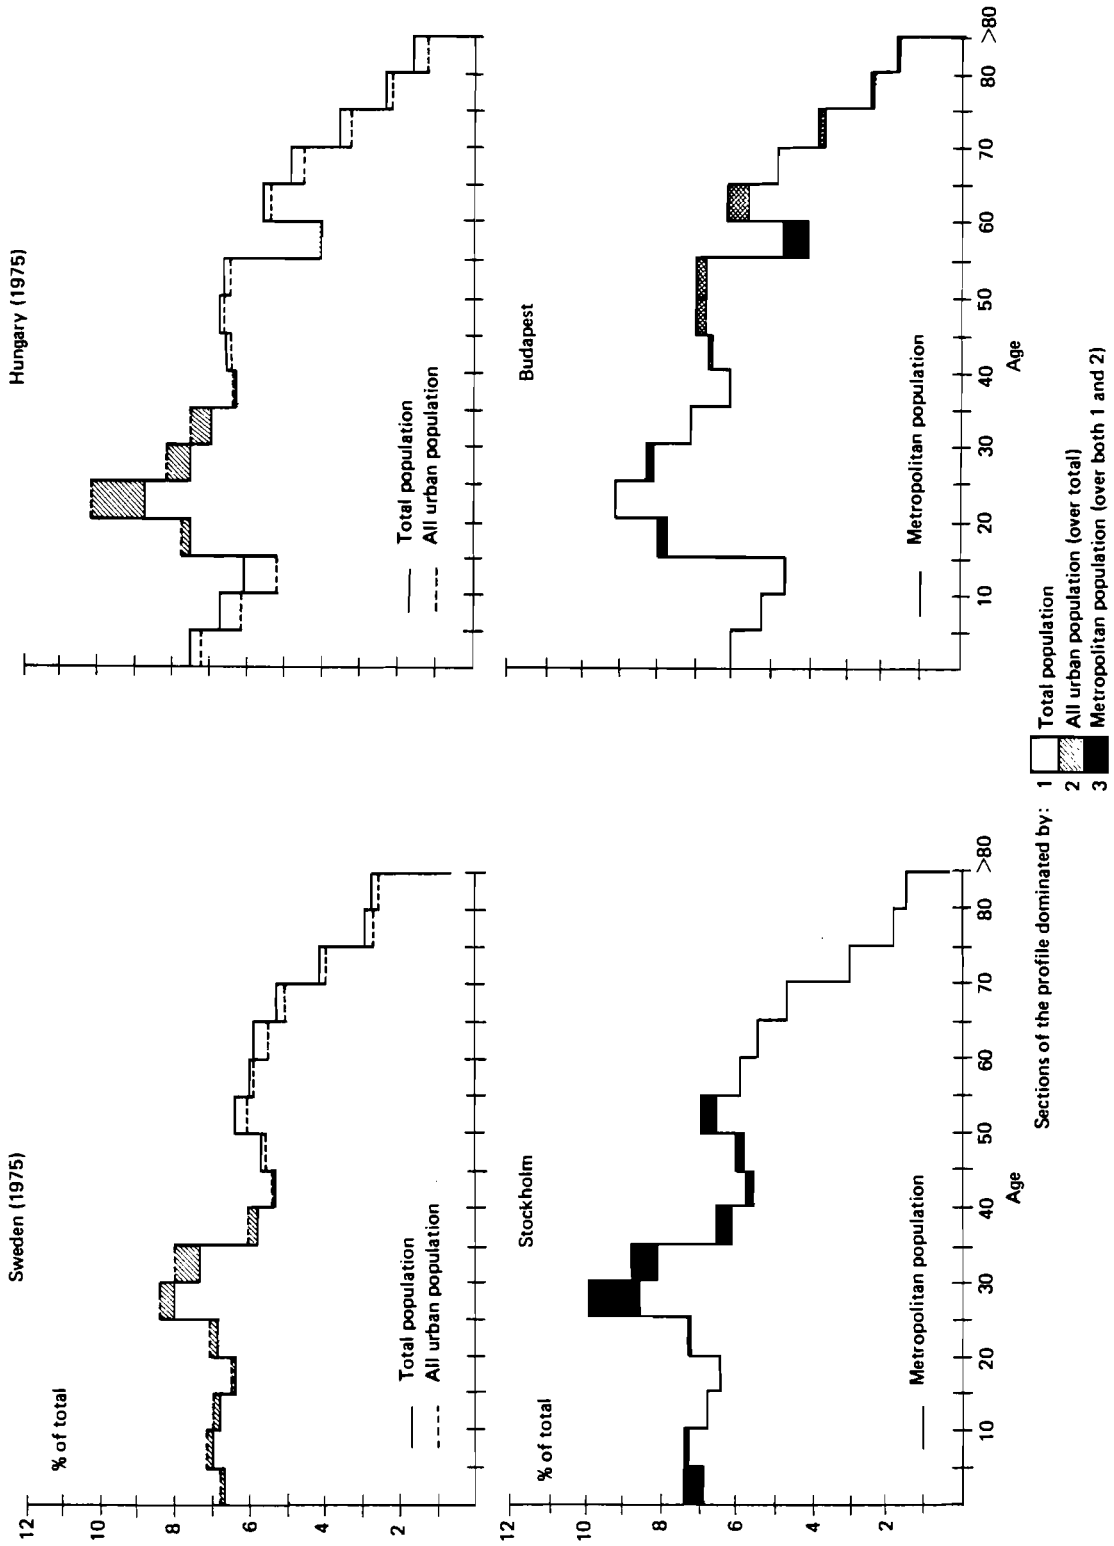 Sweden (1975)
% of total
12
10
8
6
4
2
Total population
All urban population
Hungary (1975)
Total population
All urban population
Stockholm
% of total
12
10
8
6
4
2
Metropolitan population
10
20
30
40
50
60
70
80
>80
Age
Budapest
Metropolitan population
10
20
30
40
50
60
70
80
>80
Age
Sections of the profile dominated by:
1 Total population
2 All urban population (over total)
3 Metropolitan population (over both 1 and 2)